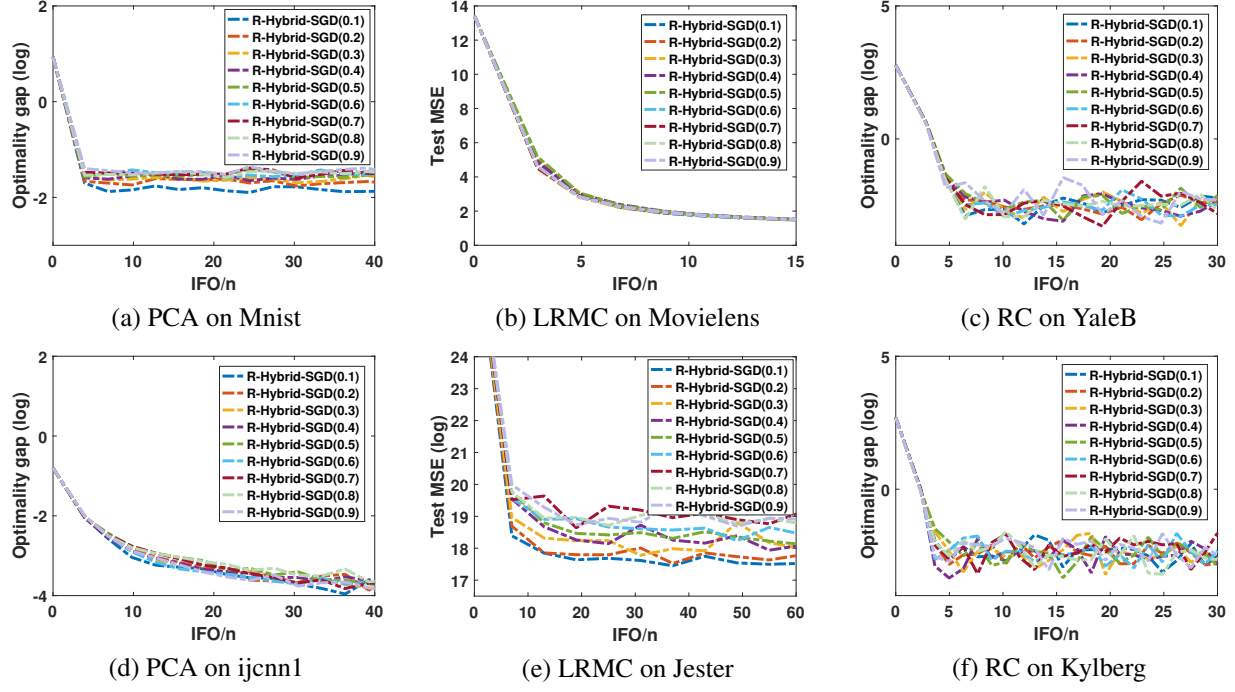 Optimality gap (log)
2
0
-2
0
10
20
30
40
IFO/n
R-Hybrid-SGD(0.1)
R-Hybrid-SGD(0.2)
R-Hybrid-SGD(0.3)
R-Hybrid-SGD(0.4)
R-Hybrid-SGD(0.5)
R-Hybrid-SGD(0.6)
R-Hybrid-SGD(0.7)
R-Hybrid-SGD(0.8)
R-Hybrid-SGD(0.9)
(a) PCA on Mnist
Test MSE
14
12
10
8
6
4
2
0
0
5
10
15
IFO/n
R-Hybrid-SGD(0.1)
R-Hybrid-SGD(0.2)
R-Hybrid-SGD(0.3)
R-Hybrid-SGD(0.4)
R-Hybrid-SGD(0.5)
R-Hybrid-SGD(0.6)
R-Hybrid-SGD(0.7)
R-Hybrid-SGD(0.8)
R-Hybrid-SGD(0.9)
(b) LRMC on Movielens
Optimality gap (log)
5
0
0
5
10
15
20
25
30
IFO/n
R-Hybrid-SGD(0.1)
R-Hybrid-SGD(0.2)
R-Hybrid-SGD(0.3)
R-Hybrid-SGD(0.4)
R-Hybrid-SGD(0.5)
R-Hybrid-SGD(0.6)
R-Hybrid-SGD(0.7)
R-Hybrid-SGD(0.8)
R-Hybrid-SGD(0.9)
(c) RC on YaleB
Optimality gap (log)
2
0
-2
-4
0
10
20
30
40
IFO/n
R-Hybrid-SGD(0.1)
R-Hybrid-SGD(0.2)
R-Hybrid-SGD(0.3)
R-Hybrid-SGD(0.4)
R-Hybrid-SGD(0.5)
R-Hybrid-SGD(0.6)
R-Hybrid-SGD(0.7)
R-Hybrid-SGD(0.8)
R-Hybrid-SGD(0.9)
(d) PCA on ijcnn1
Test MSE (log)
24
23
22
21
20
19
18
17
0
10
20
30
40
50
60
IFO/n
R-Hybrid-SGD(0.1)
R-Hybrid-SGD(0.2)
R-Hybrid-SGD(0.3)
R-Hybrid-SGD(0.4)
R-Hybrid-SGD(0.5)
R-Hybrid-SGD(0.6)
R-Hybrid-SGD(0.7)
R-Hybrid-SGD(0.8)
R-Hybrid-SGD(0.9)
(e) LRMC on Jester
Optimality gap (log)
5
0
0
5
10
15
20
25
30
IFO/n
R-Hybrid-SGD(0.1)
R-Hybrid-SGD(0.2)
R-Hybrid-SGD(0.3)
R-Hybrid-SGD(0.4)
R-Hybrid-SGD(0.5)
R-Hybrid-SGD(0.6)
R-Hybrid-SGD(0.7)
R-Hybrid-SGD(0.8)
R-Hybrid-SGD(0.9)
(f) RC on Kylberg